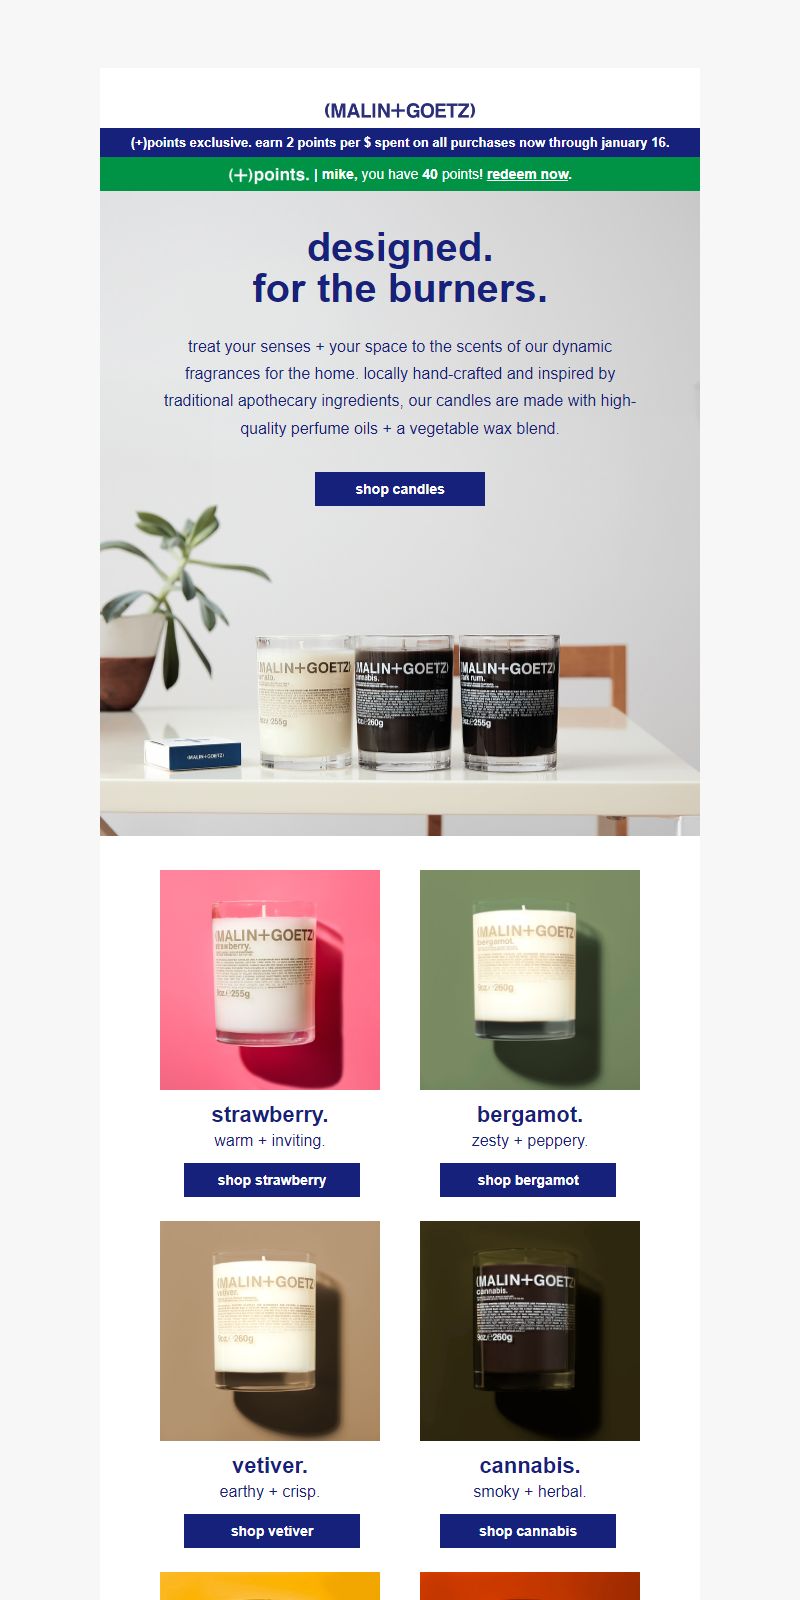 (MALIN+GOETZ)
(+)points exclusive. earn 2 points per $ spent on all purchases now through january 16.
(+)points. | mike, you have 40 points! redeem now.
designed.
for the burners.
treat your senses + your space to the scents of our dynamic
fragrances for the home. locally hand-crafted and inspired by
traditional apothecary ingredients, our candles are made with high-
quality perfume oils + a vegetable wax blend.
shop candles
(MALIN+GOETZ)
(MALIN+GOETZ)
cannabis.
9oz.℮260g
(MALIN+GOETZ)
dark rum.
9oz.℮255g
(MALIN+GOETZ)
(MALIN+GOETZ)
strawberry.
9oz.℮255g
(MALIN+GOETZ)
bergamot.
9oz.℮260g
strawberry.
warm + inviting.
shop strawberry
bergamot.
zesty + peppery.
shop bergamot
(MALIN+GOETZ)
vetiver.
9oz.℮260g
(MALIN+GOETZ)
cannabis.
9oz.℮260g
vetiver.
earthy + crisp.
shop vetiver
cannabis.
smoky + herbal.
shop cannabis